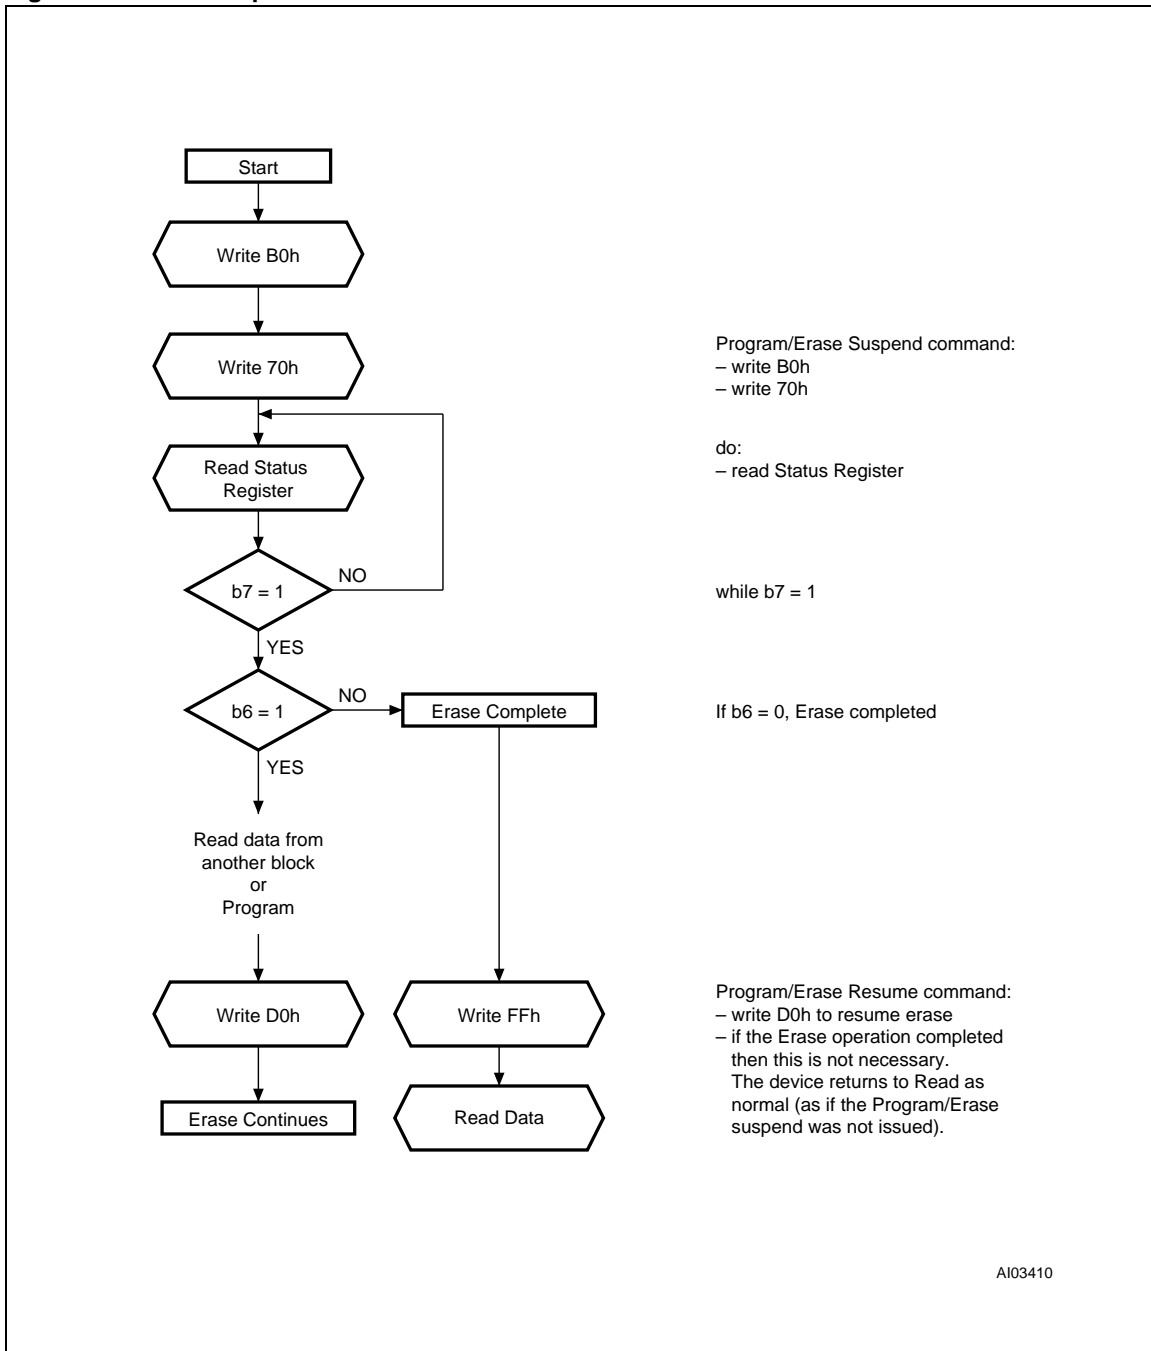 Start
Write B0h
Write 70h
Program/Erase Suspend command:
– write B0h
– write 70h
Read Status
Register
do:
– read Status Register
b7 = 1
NO
while b7 = 1
YES
b6 = 1
NO
Erase Complete
If b6 = 0, Erase completed
YES
Read data from
another block
or
Program
Write D0h
Write FFh
Program/Erase Resume command:
– write D0h to resume erase
– if the Erase operation completed
then this is not necessary.
The device returns to Read as
normal (as if the Program/Erase
suspend was not issued).
Erase Continues
Read Data
AI03410